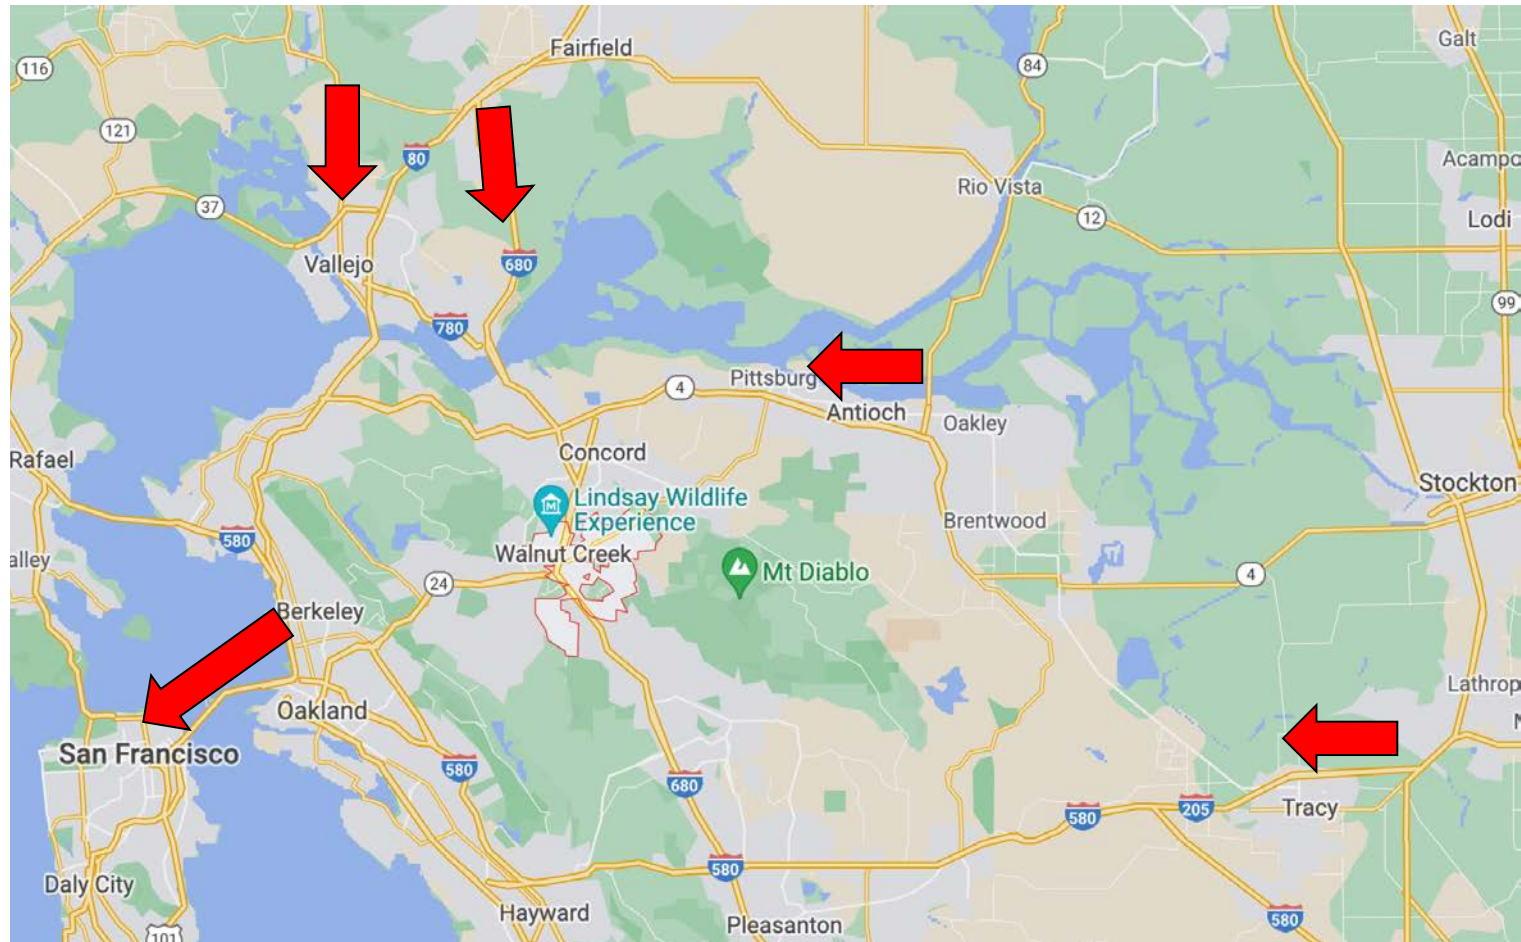 Fairfield
Galt
116
84
121
80
Acampo
Rio Vista
37
12
Lodi
Vallejo
680
99
780
Pittsburg
4
Antioch
Oakley
Concord
Rafael
Stockton
Lindsay Wildlife
Experience
Brentwood
580
Walnut Creek
alley
Mt Diablo
4
24
Berkeley
Lathrop
Oakland
San Francisco
580
680
205
Tracy
580
580
Daly City
Hayward
580
Pleasanton
101